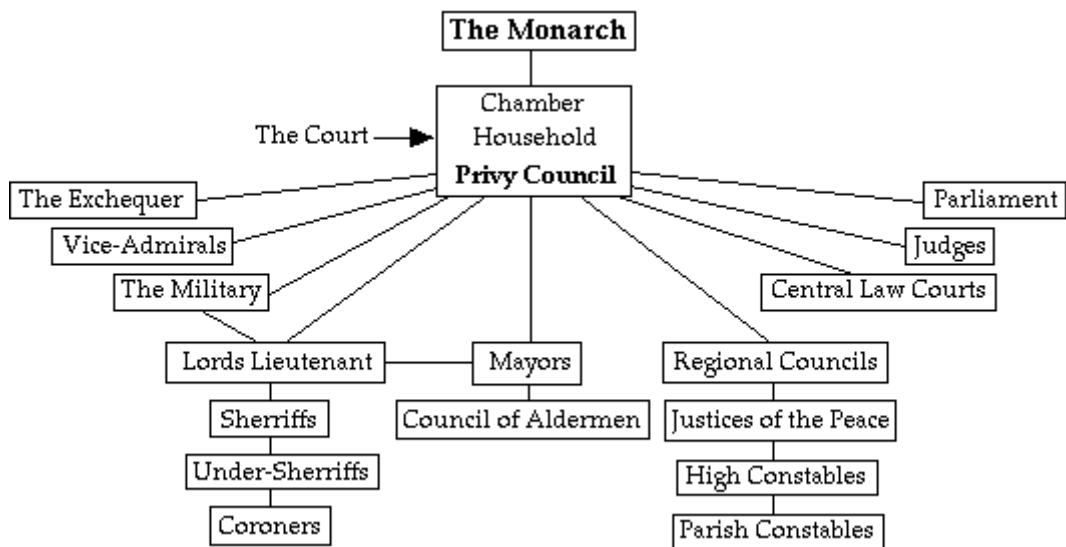 The Monarch
Chamber
Household
The Court
Privy Council
The Exchequer
Parliament
Vice-Admirals
Judges
The Military
Central Law Courts
Lords Lieutenant
Mayors
Regional Councils
Sherriffs
Council of Aldermen
Justices of the Peace
Under-Sherriffs
High Constables
Coroners
Parish Constables